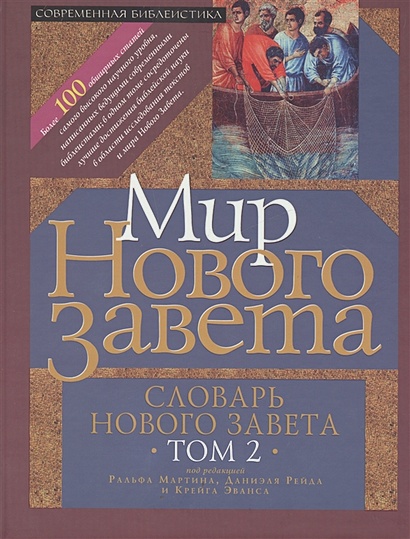 СОВРЕМЕННАЯ БИБЛЕИСТИКА
Более 100 обширных статей
самого высокого научного уровня,
написанных ведущими современными
библеистами; в одном томе сосредоточены
лучшие достижения библейской науки
в области исследования текстов
и мира Нового Завета.
Мир
Нового
Завета
СЛОВАРЬ
НОВОГО ЗАВЕТА
· ТОМ 2 ·
под редакцией
Ральфа Мартина, Даниэля Рейда
и Крейга Эванса